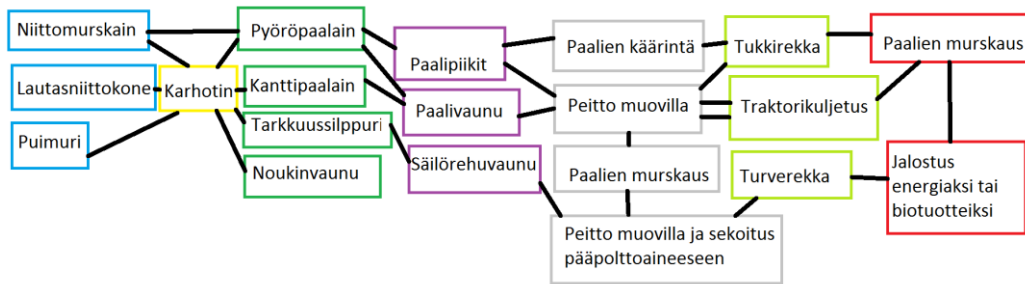 Niittomurskain
Lautasniittokone
Puimuri
Karhotin
Pyöröpaalain
Kanttipaalain
Tarkkuussilppuri
Noukinvaunu
Paalipiikit
Paalivaunu
Säilörehuvaunu
Paalien käärintä
Peitto muovilla
Paalien murskaus
Peitto muovilla ja sekoitus
pääpolttoaineeseen
Tukkirekka
Traktorikuljetus
Turverekka
Paalien murskaus
Jalostus
energiaksi tai
biotuotteiksi